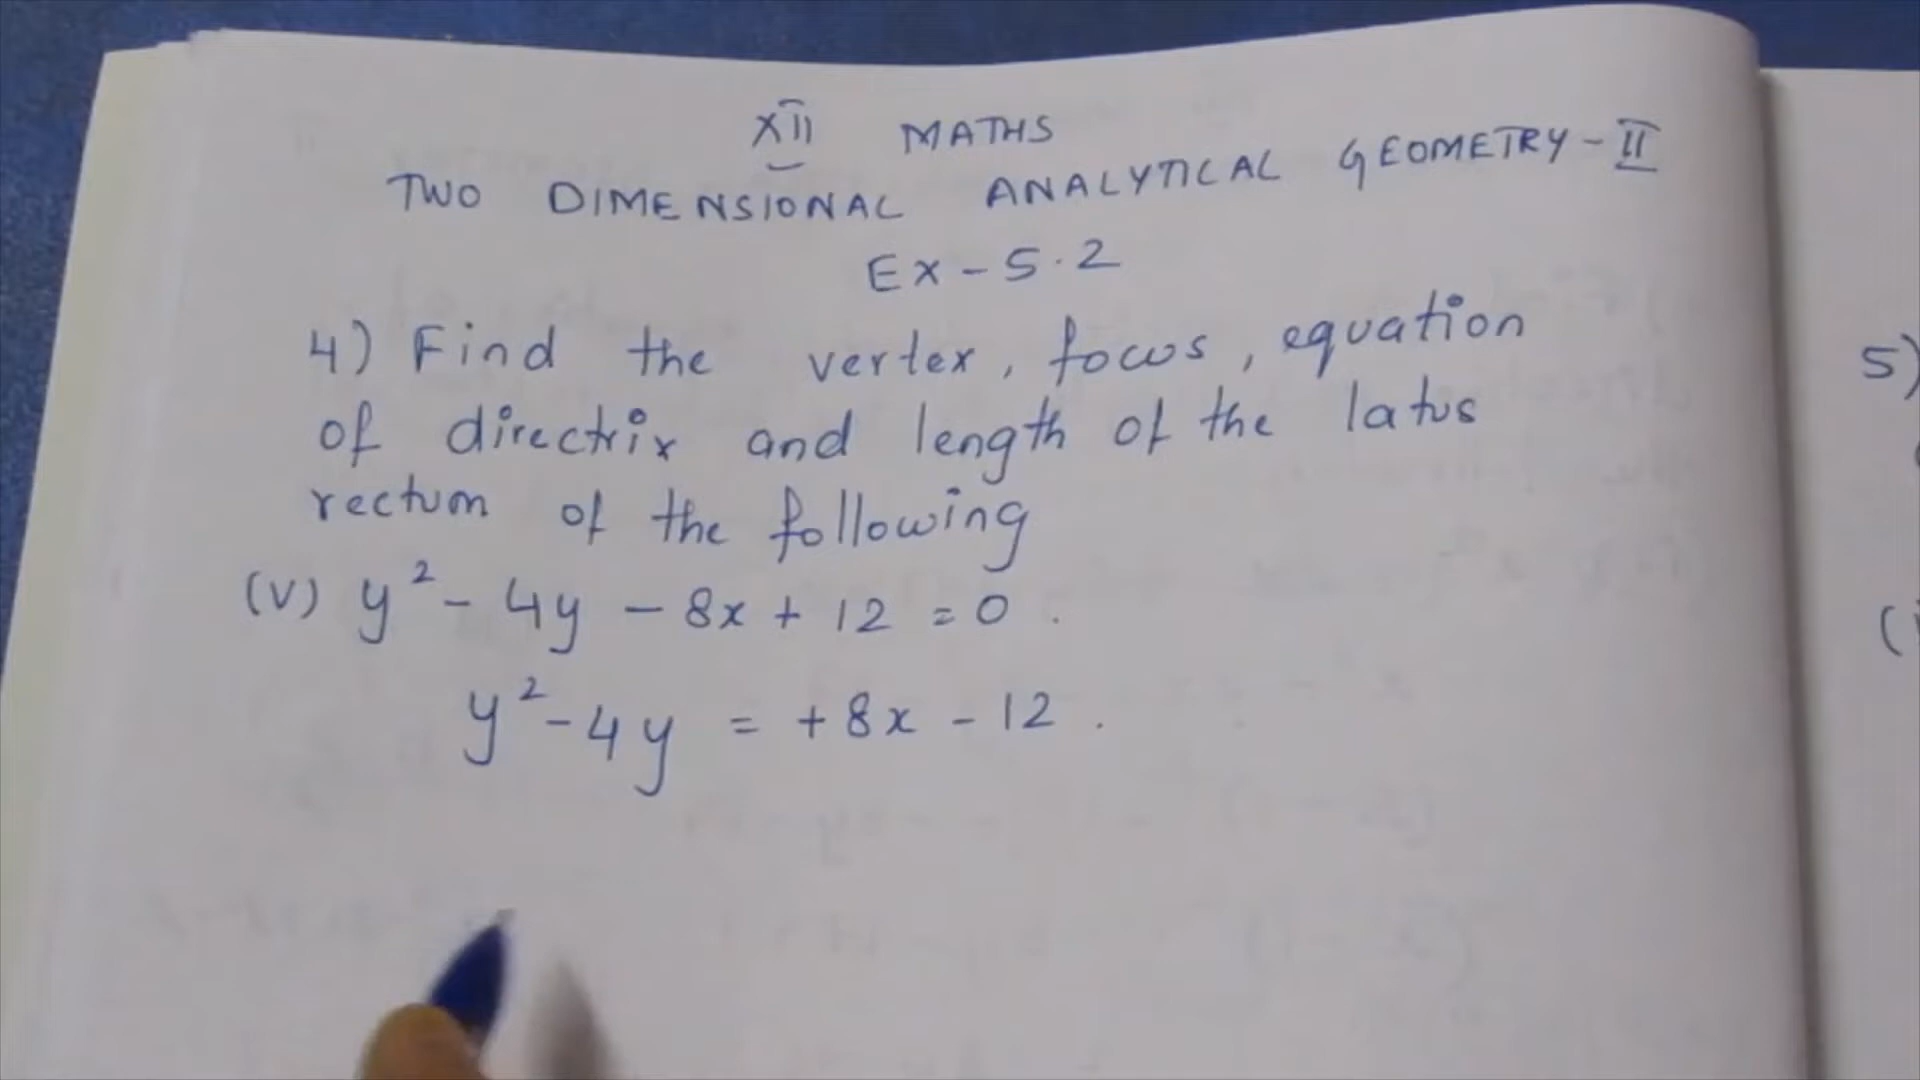 XII MATHS
TWO DIMENSIONAL ANALYTICAL GEOMETRY - II
Ex - 5.2
4) Find the vertex, focus, equation
of directrix and length of the latus
rectum of the following
(V) y² - 4y - 8x + 12 = 0.
y² - 4y = +8x - 12.
5)